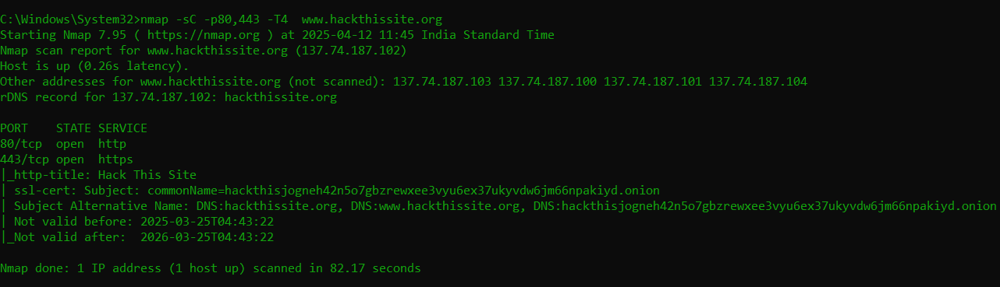 C:\Windows\System32>nmap -sC -p80,443 -T4  www.hackthissite.org
Starting Nmap 7.95 ( https://nmap.org ) at 2025-04-12 11:45 India Standard Time
Nmap scan report for www.hackthissite.org (137.74.187.102)
Host is up (0.26s latency).
Other addresses for www.hackthissite.org (not scanned): 137.74.187.103 137.74.187.100 137.74.187.101 137.74.187.104
rDNS record for 137.74.187.102: hackthissite.org
PORT    STATE SERVICE
80/tcp  open  http
443/tcp open  https
|_http-title: Hack This Site
| ssl-cert: Subject: commonName=hackthisjogneh42n5o7gbzrewxee3vyu6ex37ukyvdw6jm66npakiyd.onion
| Subject Alternative Name: DNS:hackthissite.org, DNS:www.hackthissite.org, DNS:hackthisjogneh42n5o7gbzrewxee3vyu6ex37ukyvdw6jm66npakiyd.onion
| Not valid before: 2025-03-25T04:43:22
|_Not valid after:  2026-03-25T04:43:22
Nmap done: 1 IP address (1 host up) scanned in 82.17 seconds